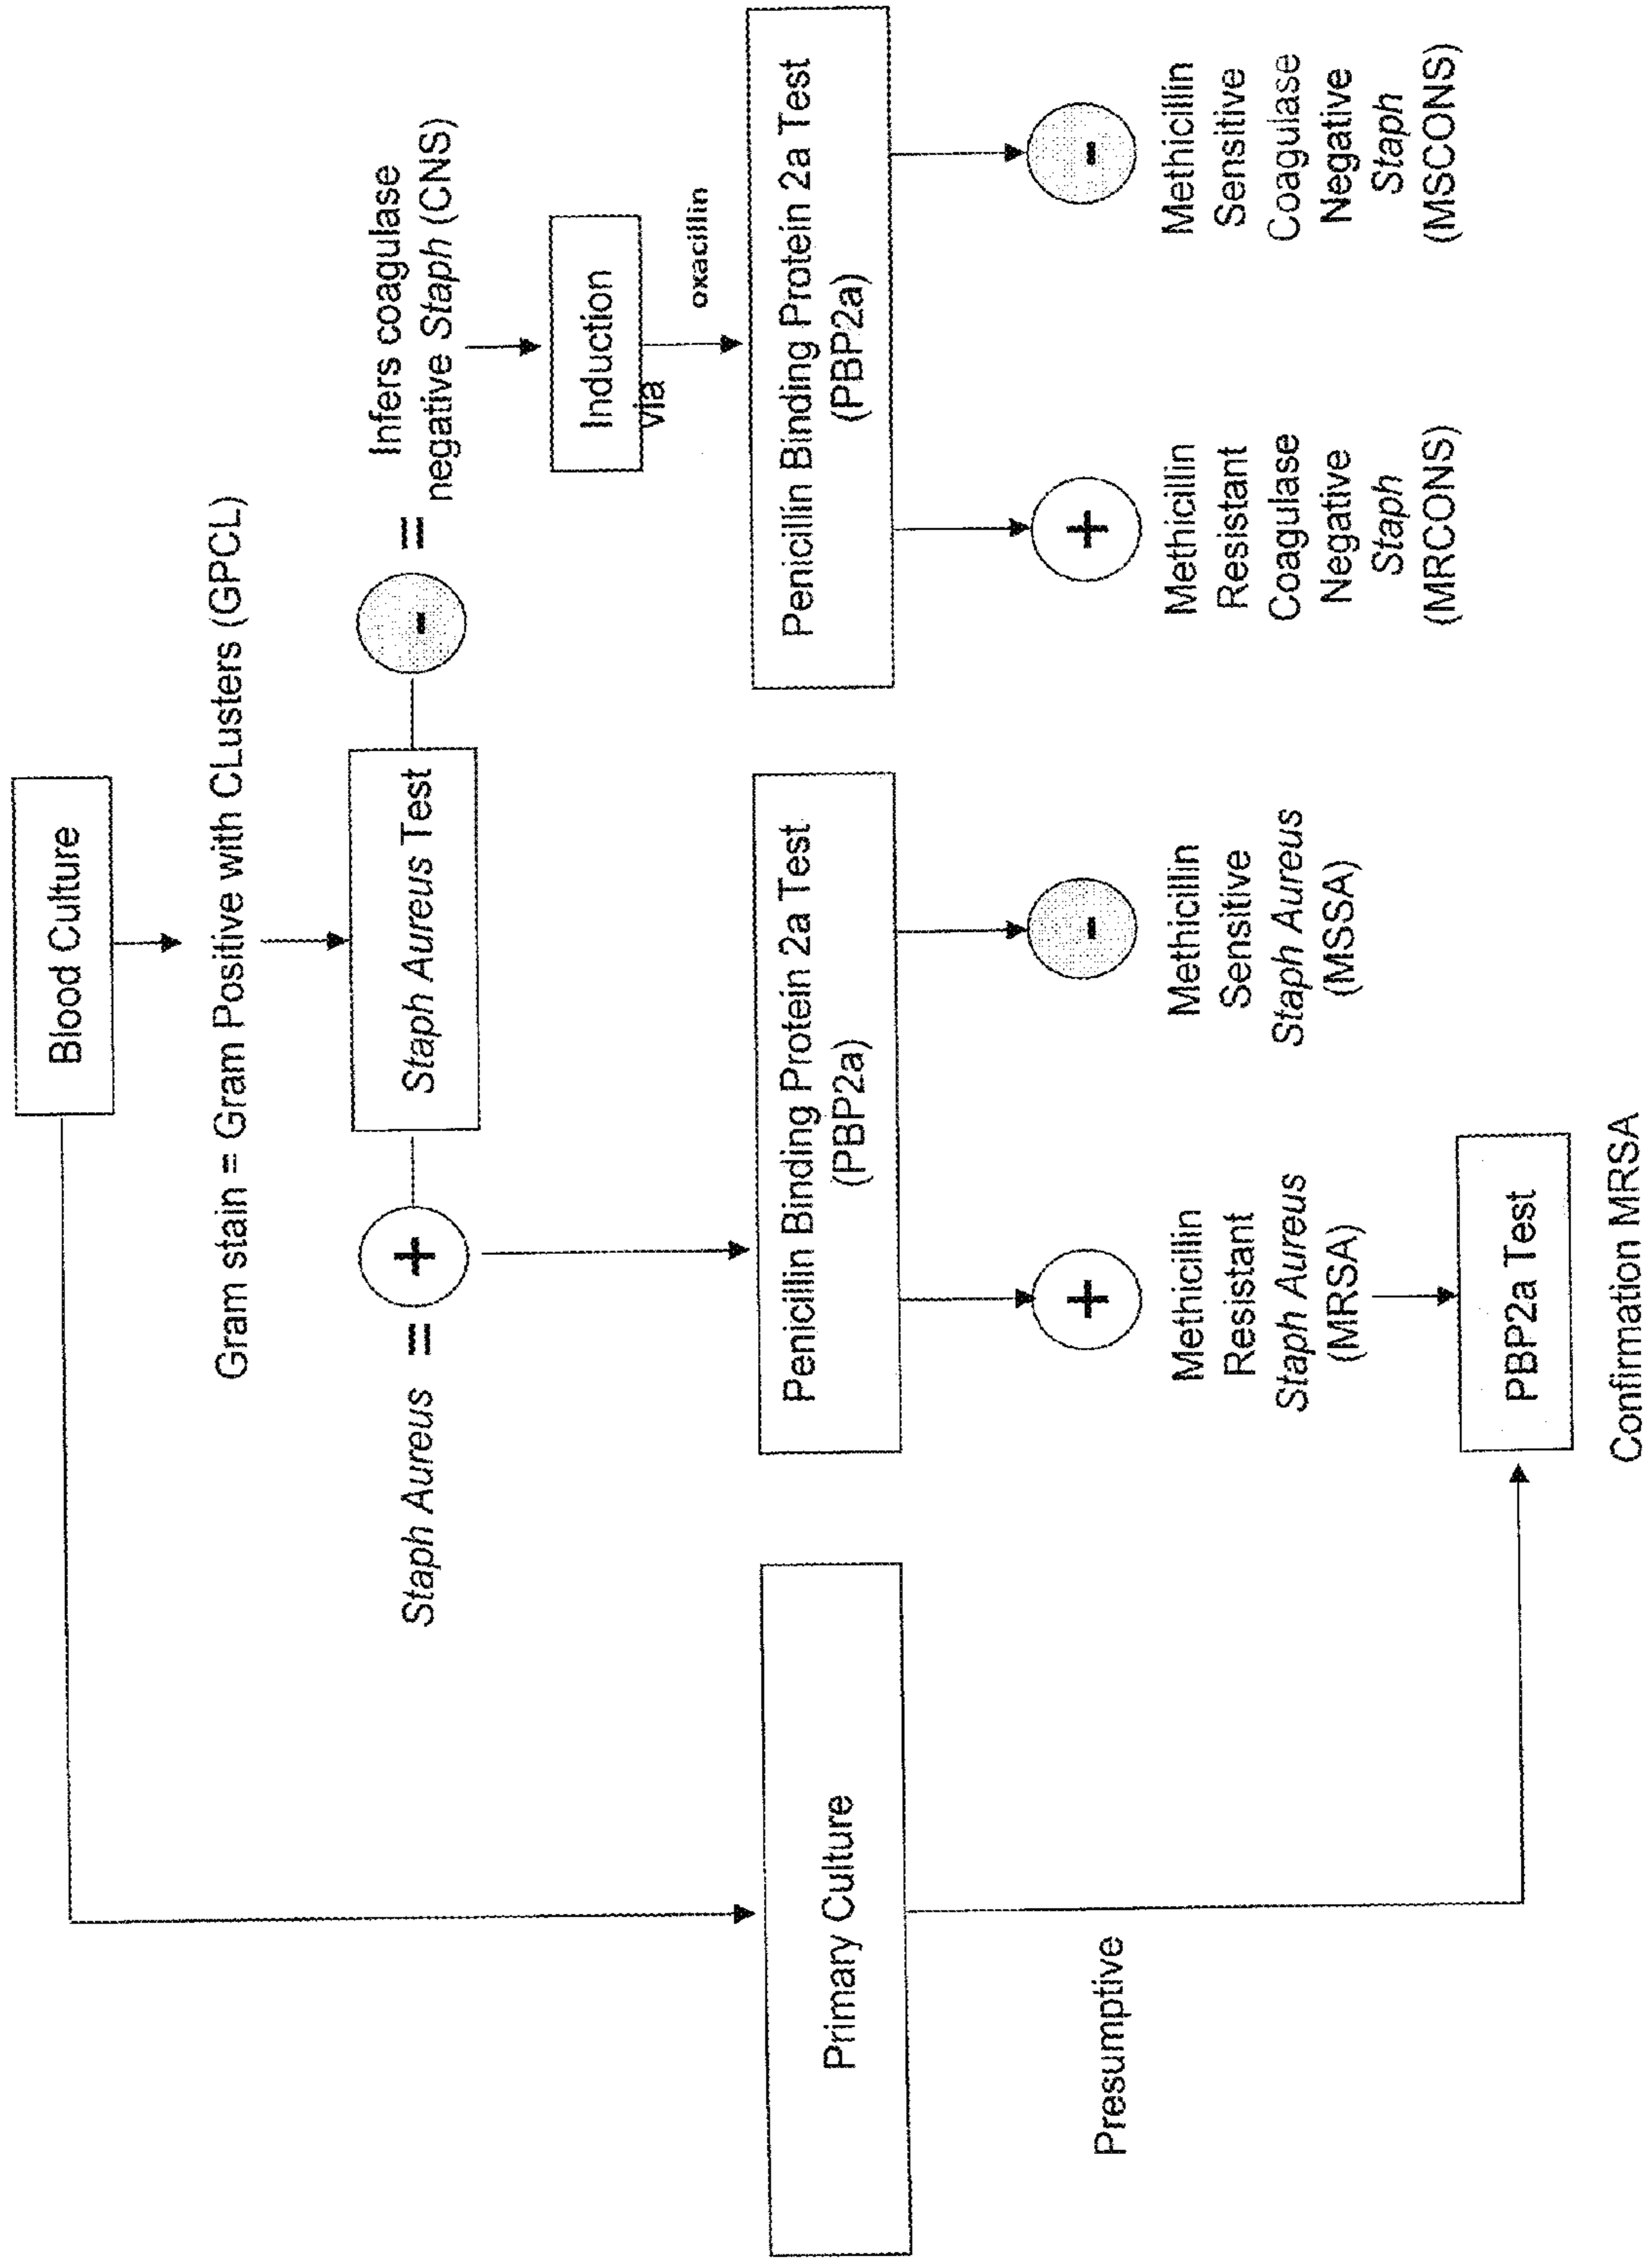 Blood Culture
Gram stain = Gram Positive with CLusters (GPCL)
Staph Aureus = + Staph Aureus Test - = Infers coagulase
negative Staph (CNS)
Induction
via
oxacillin
Primary Culture
Penicillin Binding Protein 2a Test
(PBP2a)
Penicillin Binding Protein 2a Test
(PBP2a)
Presumptive
+
Methicillin
Resistant
Staph Aureus
(MRSA)
-
Methicillin
Sensitive
Staph Aureus
(MSSA)
+
Methicillin
Resistant
Coagulase
Negative
Staph
(MRCONS)
-
Methicillin
Sensitive
Coagulase
Negative
Staph
(MSCONS)
PBP2a Test
Confirmation MRSA